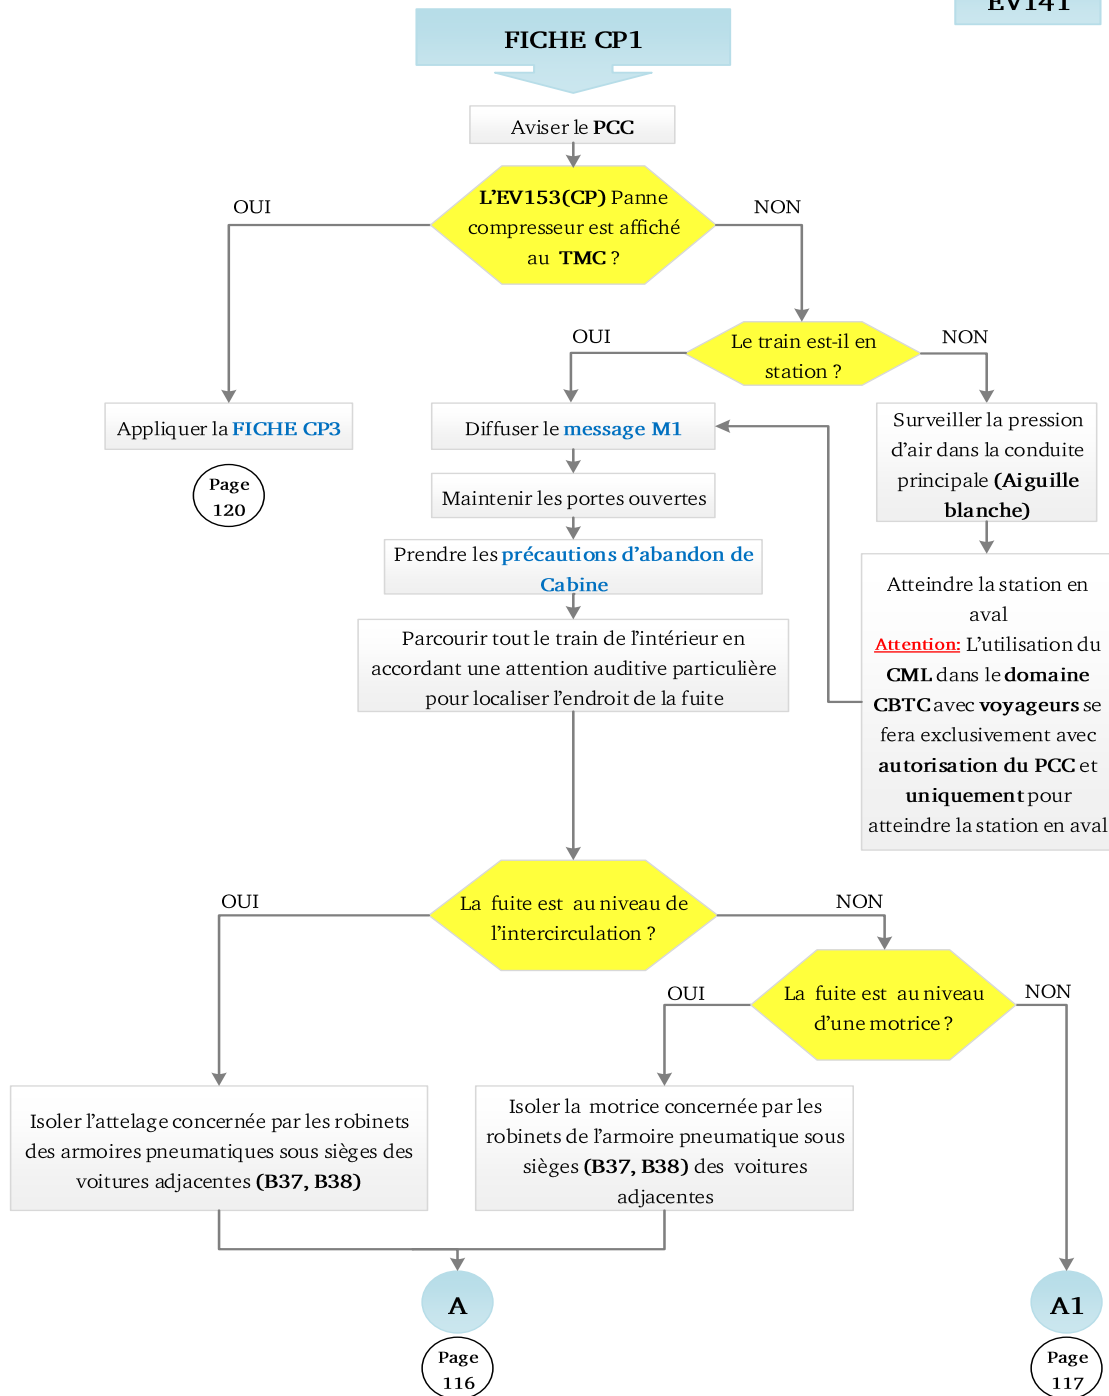 EV141
FICHE CP1
Aviser le PCC
L'EV153(CP) Panne
compresseur est affiché
au TMC ?
OUI
NON
Le train est-il en
station ?
OUI
NON
Appliquer la FICHE CP3
Page
120
Diffuser le message M1
Surveiller la pression
d'air dans la conduite
principale (Aiguille
blanche)
Maintenir les portes ouvertes
Prendre les précautions d'abandon de
Cabine
Atteindre la station en
aval
Attention: L'utilisation du
CML dans le domaine
CBTC avec voyageurs se
fera exclusivement avec
autorisation du PCC et
uniquement pour
atteindre la station en aval
Parcourir tout le train de l'intérieur en
accordant une attention auditive particulière
pour localiser l'endroit de la fuite
La fuite est au niveau de
l'intercirculation ?
OUI
NON
La fuite est au niveau
d'une motrice ?
OUI
NON
Isoler l'attelage concernée par les robinets
des armoires pneumatiques sous sièges des
voitures adjacentes (B37, B38)
Isoler la motrice concernée par les
robinets de l'armoire pneumatique sous
sièges (B37, B38) des voitures
adjacentes
A
Page
116
A1
Page
117